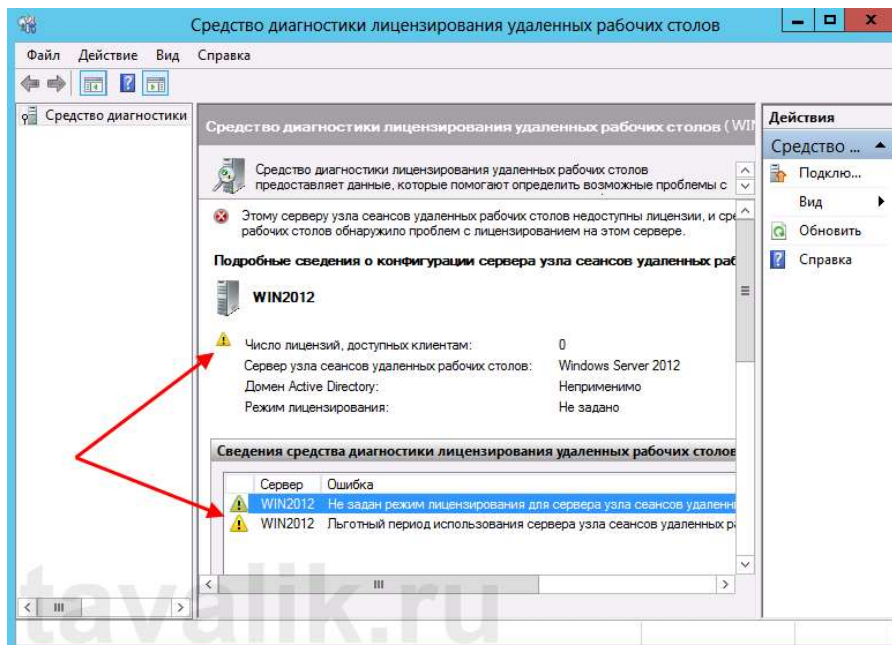 Средство диагностики лицензирования удаленных рабочих столов
Файл Действие Вид Справка
Средство диагностики
Средство диагностики лицензирования удаленных рабочих столов (WIN
Средство диагностики лицензирования удаленных рабочих столов
предоставляет данные, которые помогают определить возможные проблемы с
Этому серверу узла сеансов удаленных рабочих столов недоступны лицензии, и сре
рабочих столов обнаружило проблем с лицензированием на этом сервере.
Подробные сведения о конфигурации сервера узла сеансов удаленных раб
WIN2012
Число лицензий, доступных клиентам: 0
Сервер узла сеансов удаленных рабочих столов: Windows Server 2012
Домен Active Directory: Неприменимо
Режим лицензирования: Не задано
Сведения средства диагностики лицензирования удаленных рабочих столов
Сервер Ошибка
WIN2012 Не задан режим лицензирования для сервера узла сеансов удаленн
WIN2012 Льготный период использования сервера узла сеансов удаленных р
Действия
Средство ...
Подклю...
Вид
Обновить
Справка
tavalik.ru